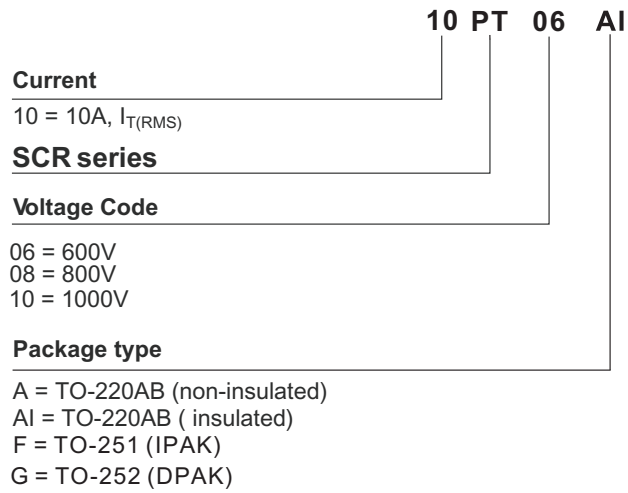 10 PT 06 AI
Current
10 = 10A, IT(RMS)
SCR series
Voltage Code
06 = 600V
08 = 800V
10 = 1000V
Package type
A = TO-220AB (non-insulated)
AI = TO-220AB ( insulated)
F = TO-251 (IPAK)
G = TO-252 (DPAK)